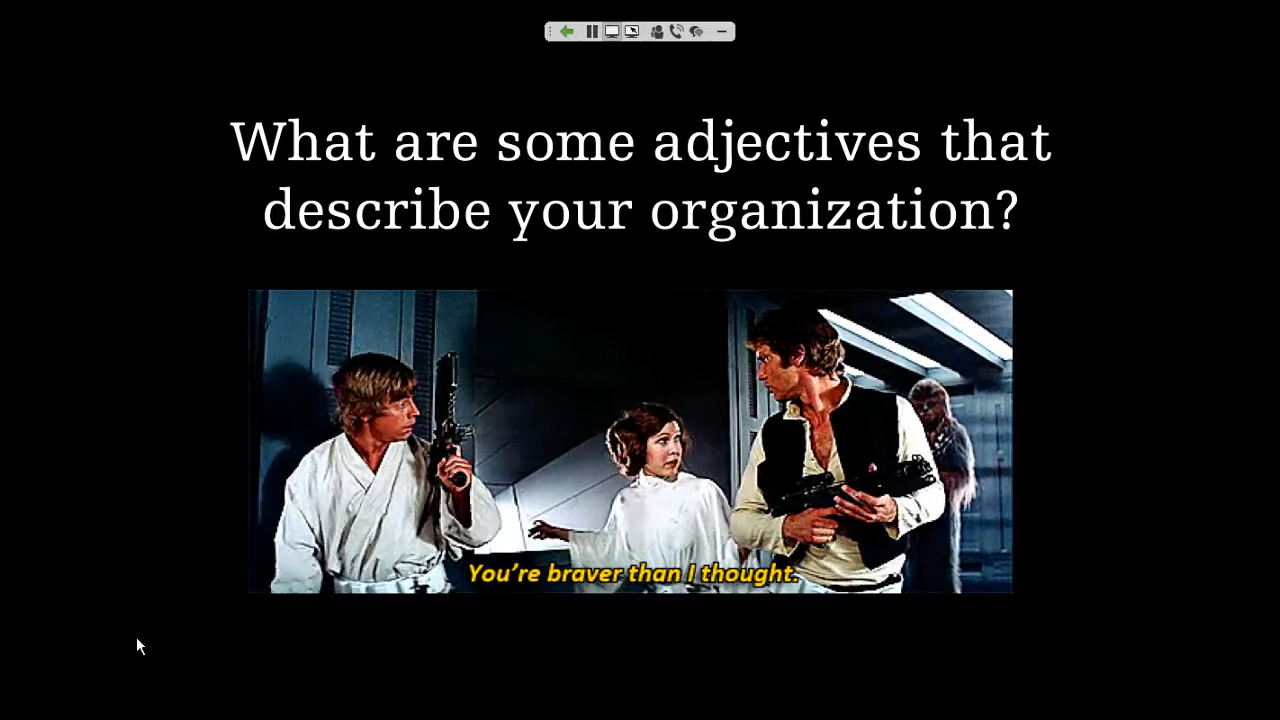 What are some adjectives that
describe your organization?
You're braver than I thought.